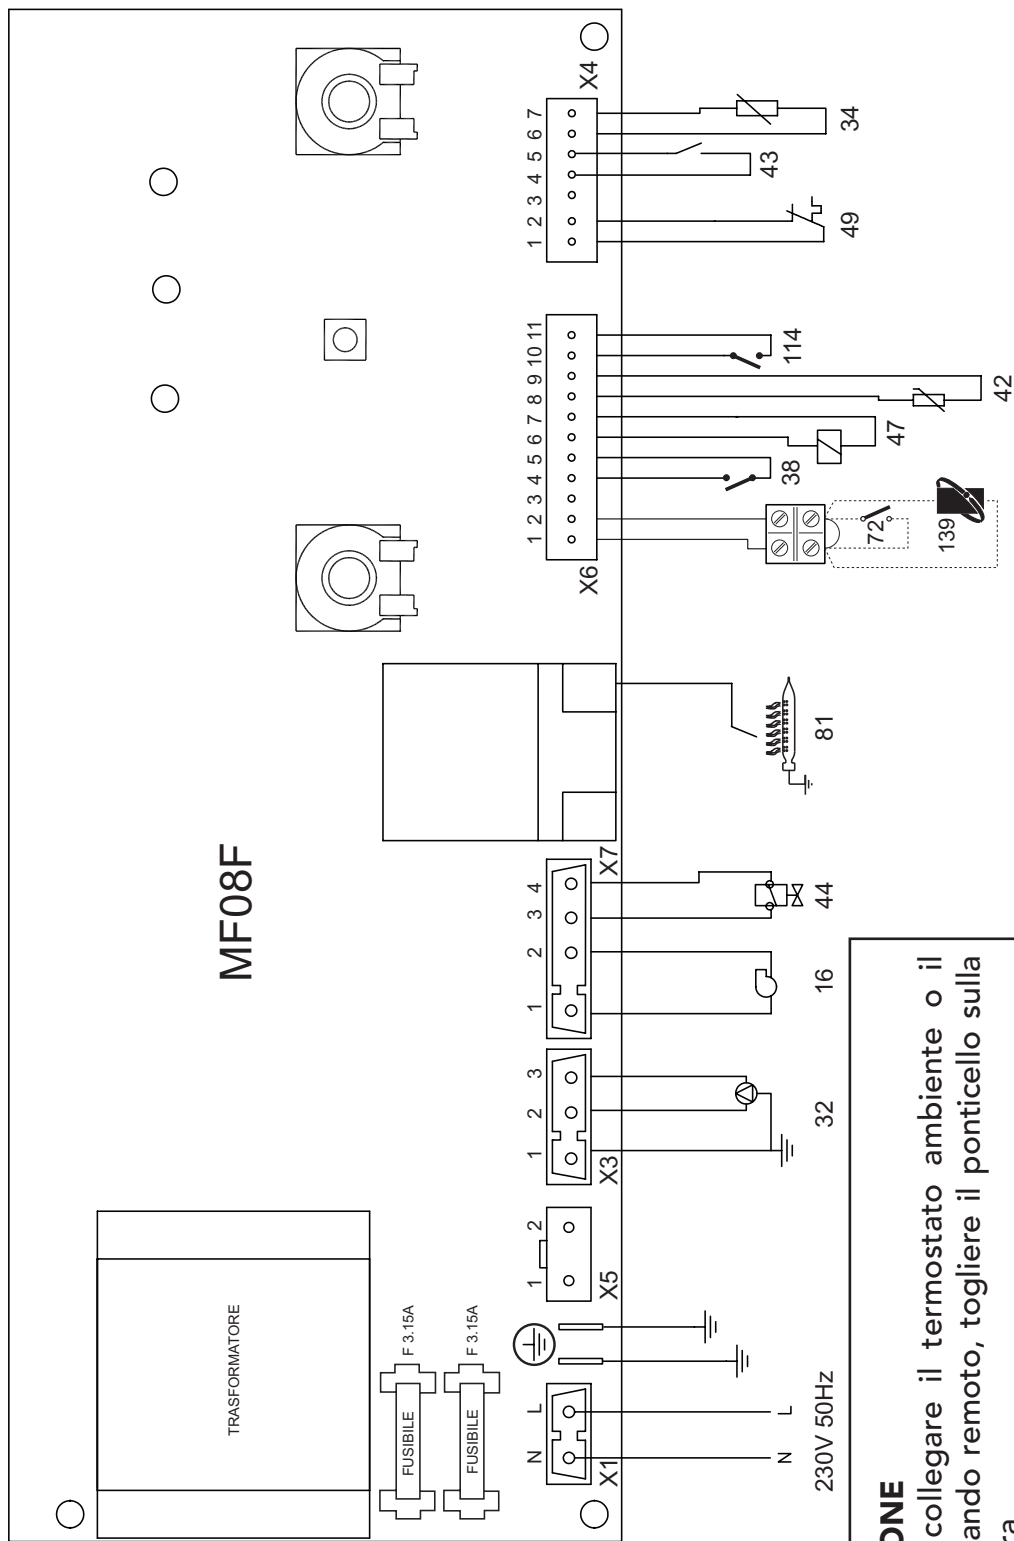 MF08F
TRASFORMATORE
FUSIBILE
F 3.15A
FUSIBILE
F 3.15A
N L
X1
1 2
X5
1 2 3
X3
1 2 3 4
X7
1 2 3 4 5 6 7 8 9 10 11
X6
1 2 3 4 5 6 7
X4
N L
230V 50Hz
32
16
44
81
72
139
38
47
42
114
49
43
34
collegare il termostato ambiente o il
remoto, togliere il ponticello sulla